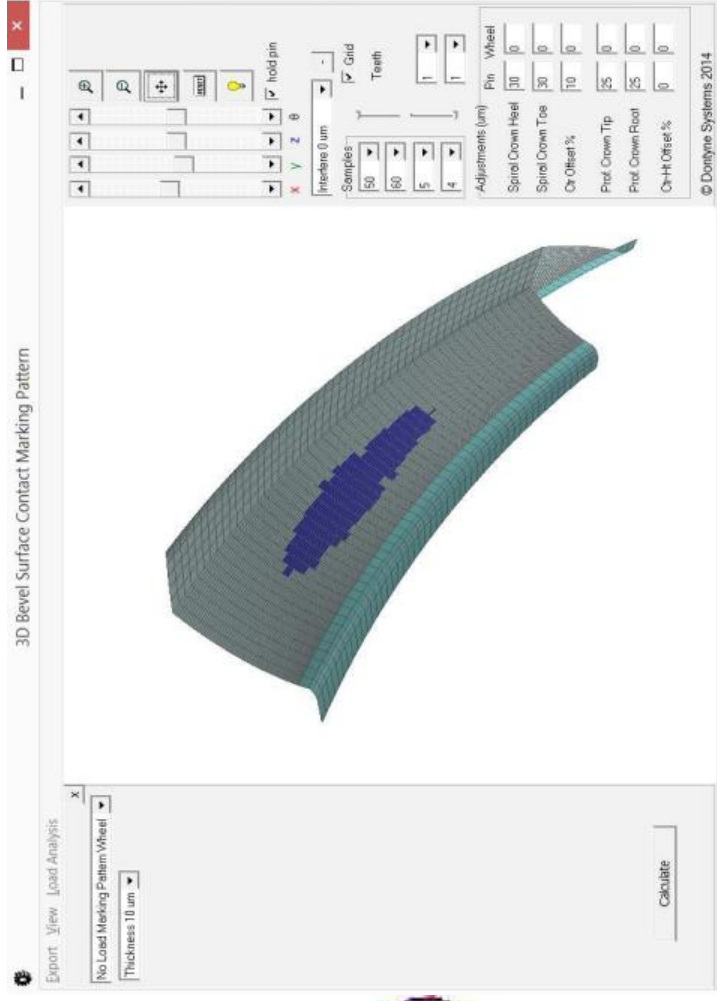 3D Bevel Surface Contact Marking Pattern
Export View Load Analysis
x
No Load Marking Pattern Wheel
Thickness 10 um
Calculate
x y z θ
hold pin
Interfere 0 um
-
Samples
Grid
50
60
Teeth
5
1
4
1
Adjustments (um) Pin Wheel
Spiral Crown Heel 30 0
Spiral Crown Toe 30 0
Ctr Offset % 10 0
Prof. Crown Tip 25 0
Prof. Crown Root 25 0
Ctr-Ht Offset % 0 0
© Dontyne Systems 2014